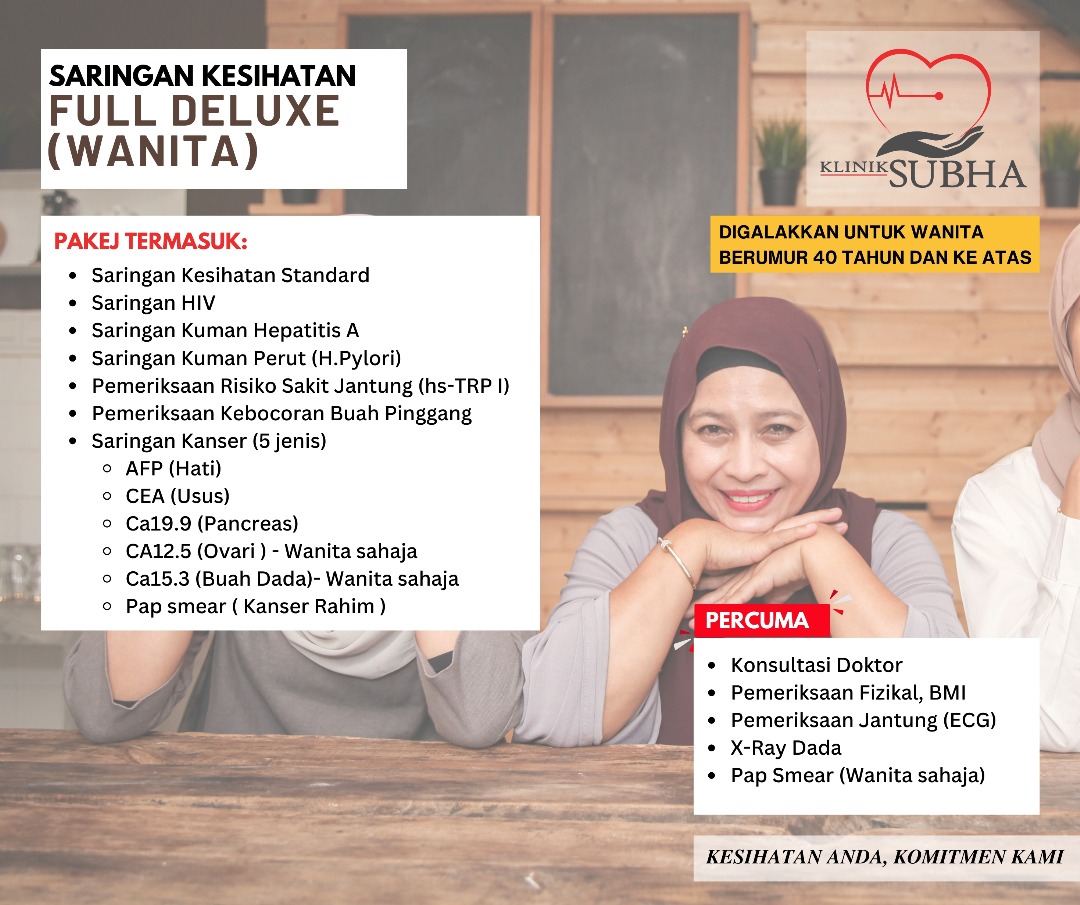 SARINGAN KESIHATAN
FULL DELUXE
(WANITA)
KLINIK SUBHA
PAKEJ TERMASUK:
• Saringan Kesihatan Standard
• Saringan HIV
• Saringan Kuman Hepatitis A
• Saringan Kuman Perut (H.Pylori)
• Pemeriksaan Risiko Sakit Jantung (hs-TRP I)
• Pemeriksaan Kebocoran Buah Pinggang
• Saringan Kanser (5 jenis)
◦ AFP (Hati)
◦ CEA (Usus)
◦ Ca19.9 (Pancreas)
◦ CA12.5 (Ovari ) - Wanita sahaja
◦ Ca15.3 (Buah Dada)- Wanita sahaja
◦ Pap smear ( Kanser Rahim )
DIGALAKKAN UNTUK WANITA
BERUMUR 40 TAHUN DAN KE ATAS
PERCUMA
• Konsultasi Doktor
• Pemeriksaan Fizikal, BMI
• Pemeriksaan Jantung (ECG)
• X-Ray Dada
• Pap Smear (Wanita sahaja)
KESIHATAN ANDA, KOMITMEN KAMI